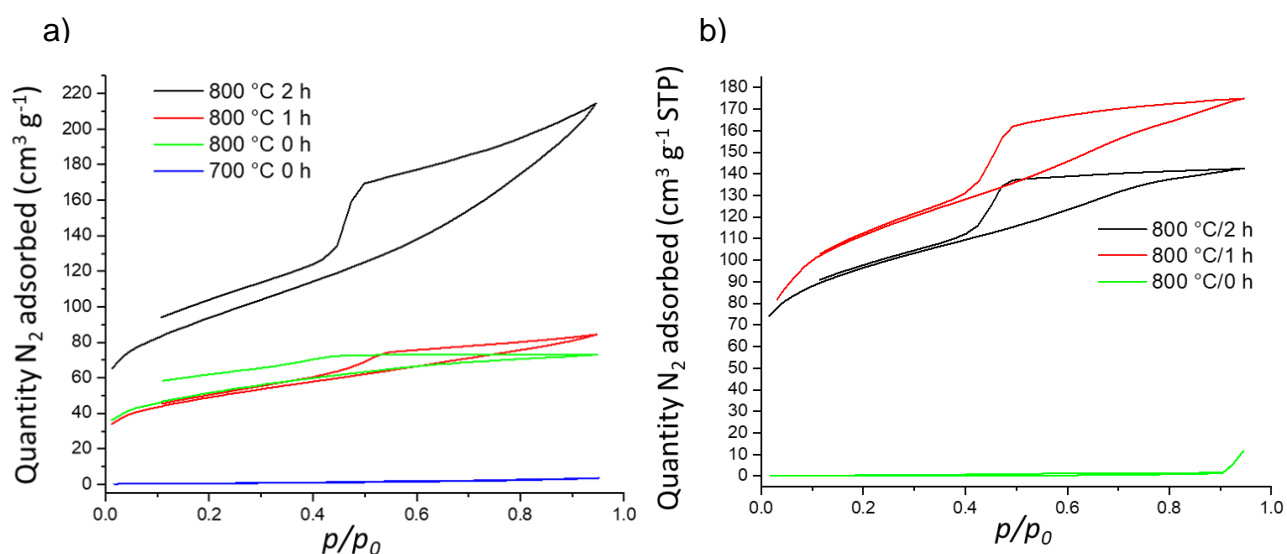 a)
800 °C 2 h
800 °C 1 h
800 °C 0 h
700 °C 0 h
Quantity N₂ adsorbed (cm³ g⁻¹)
220
200
180
160
140
120
100
80
60
40
20
0
0.0 0.2 0.4 0.6 0.8 1.0
p/p₀
b)
800 °C/2 h
800 °C/1 h
800 °C/0 h
Quantity N₂ adsorbed (cm³ g⁻¹ STP)
180
170
160
150
140
130
120
110
100
90
80
70
60
50
40
30
20
10
0
0.0 0.2 0.4 0.6 0.8 1.0
p/p₀